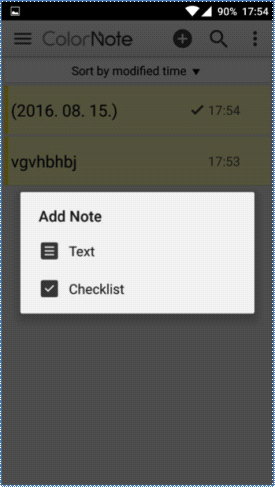 90% 17:54
ColorNote
Sort by modified time
(2016. 08. 15.) 17:54
vgvhbhbj 17:53
Add Note
Text
Checklist